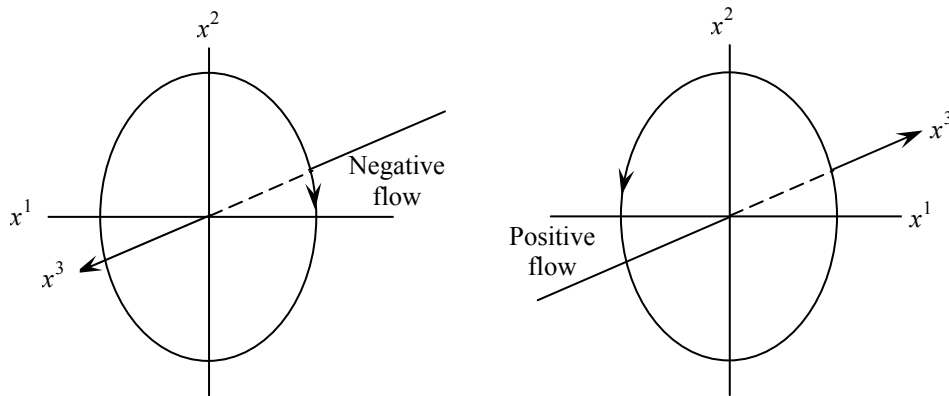 x²
Negative
flow
x¹
x³
x²
x³
Positive
flow
x¹